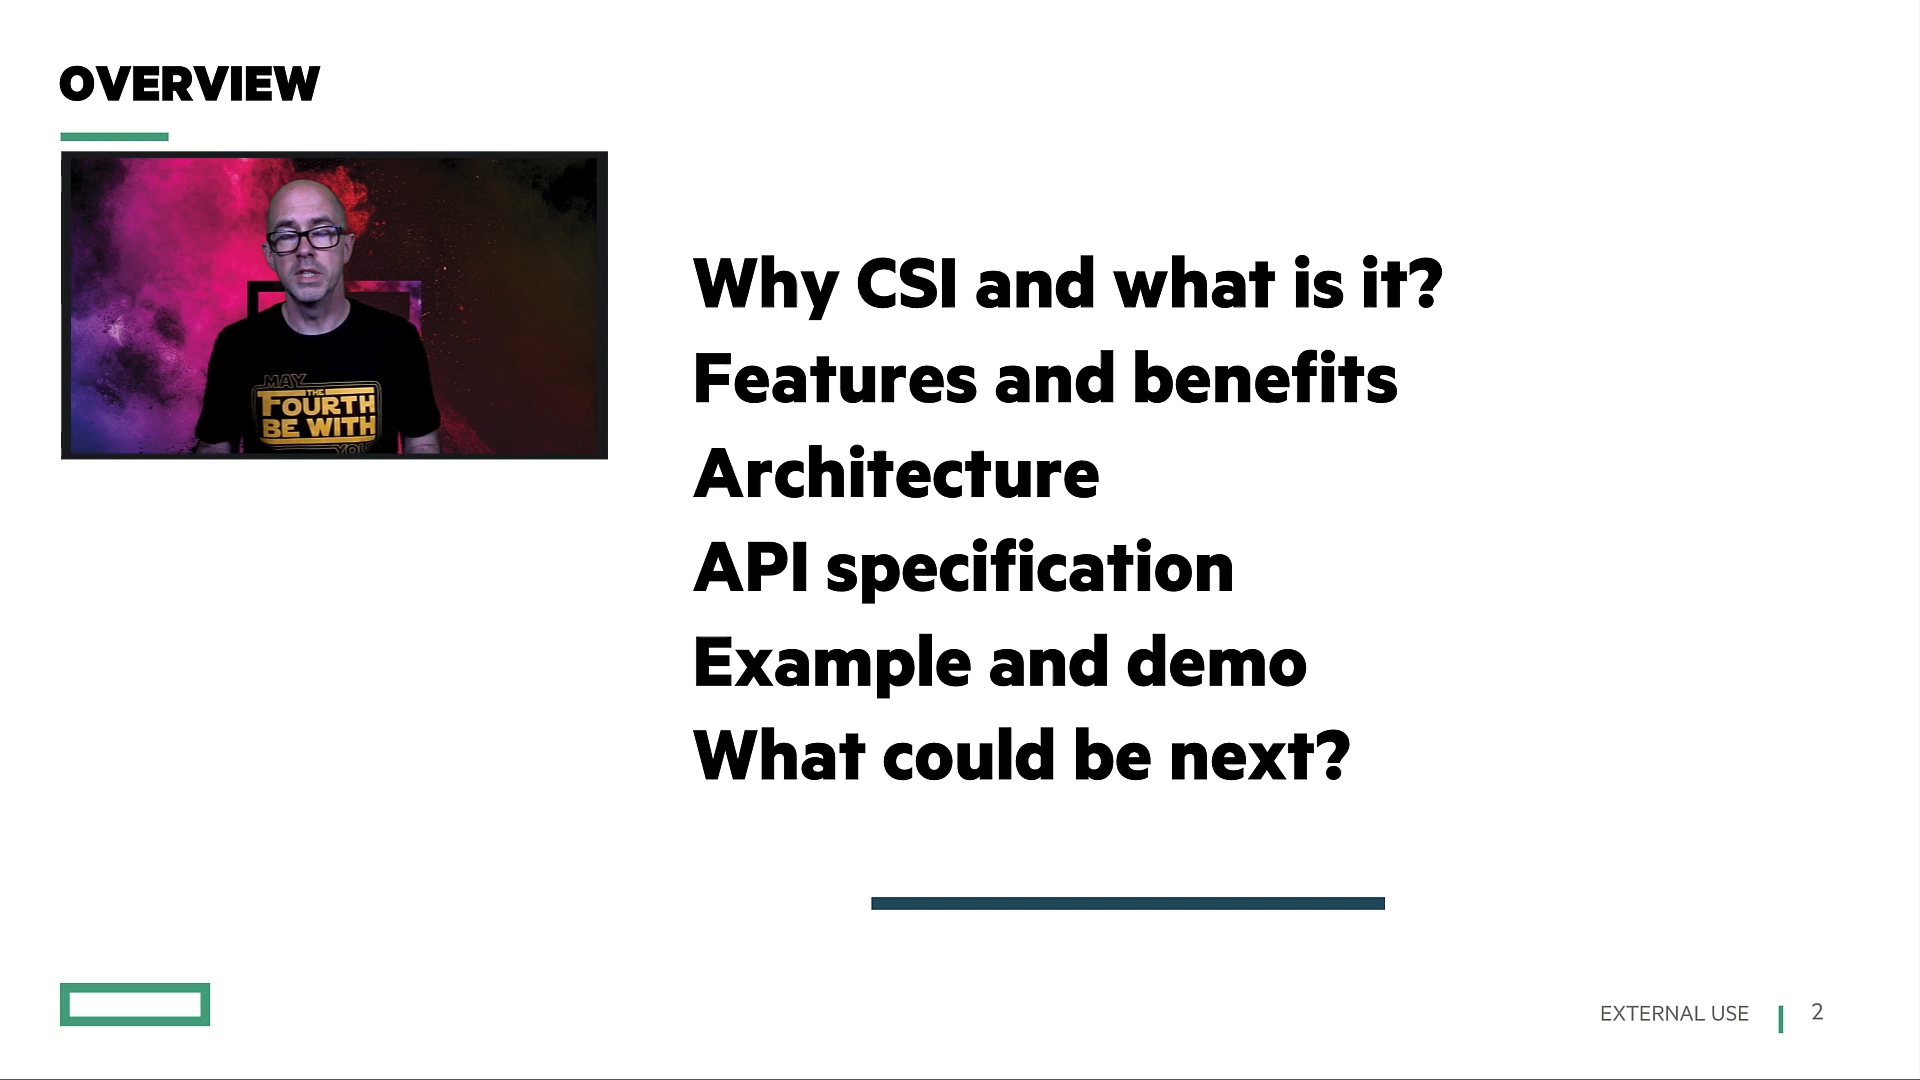 OVERVIEW
MAY
THE
FOURTH
BE WITH
YOU
Why CSI and what is it?
Features and benefits
Architecture
API specification
Example and demo
What could be next?
EXTERNAL USE
2